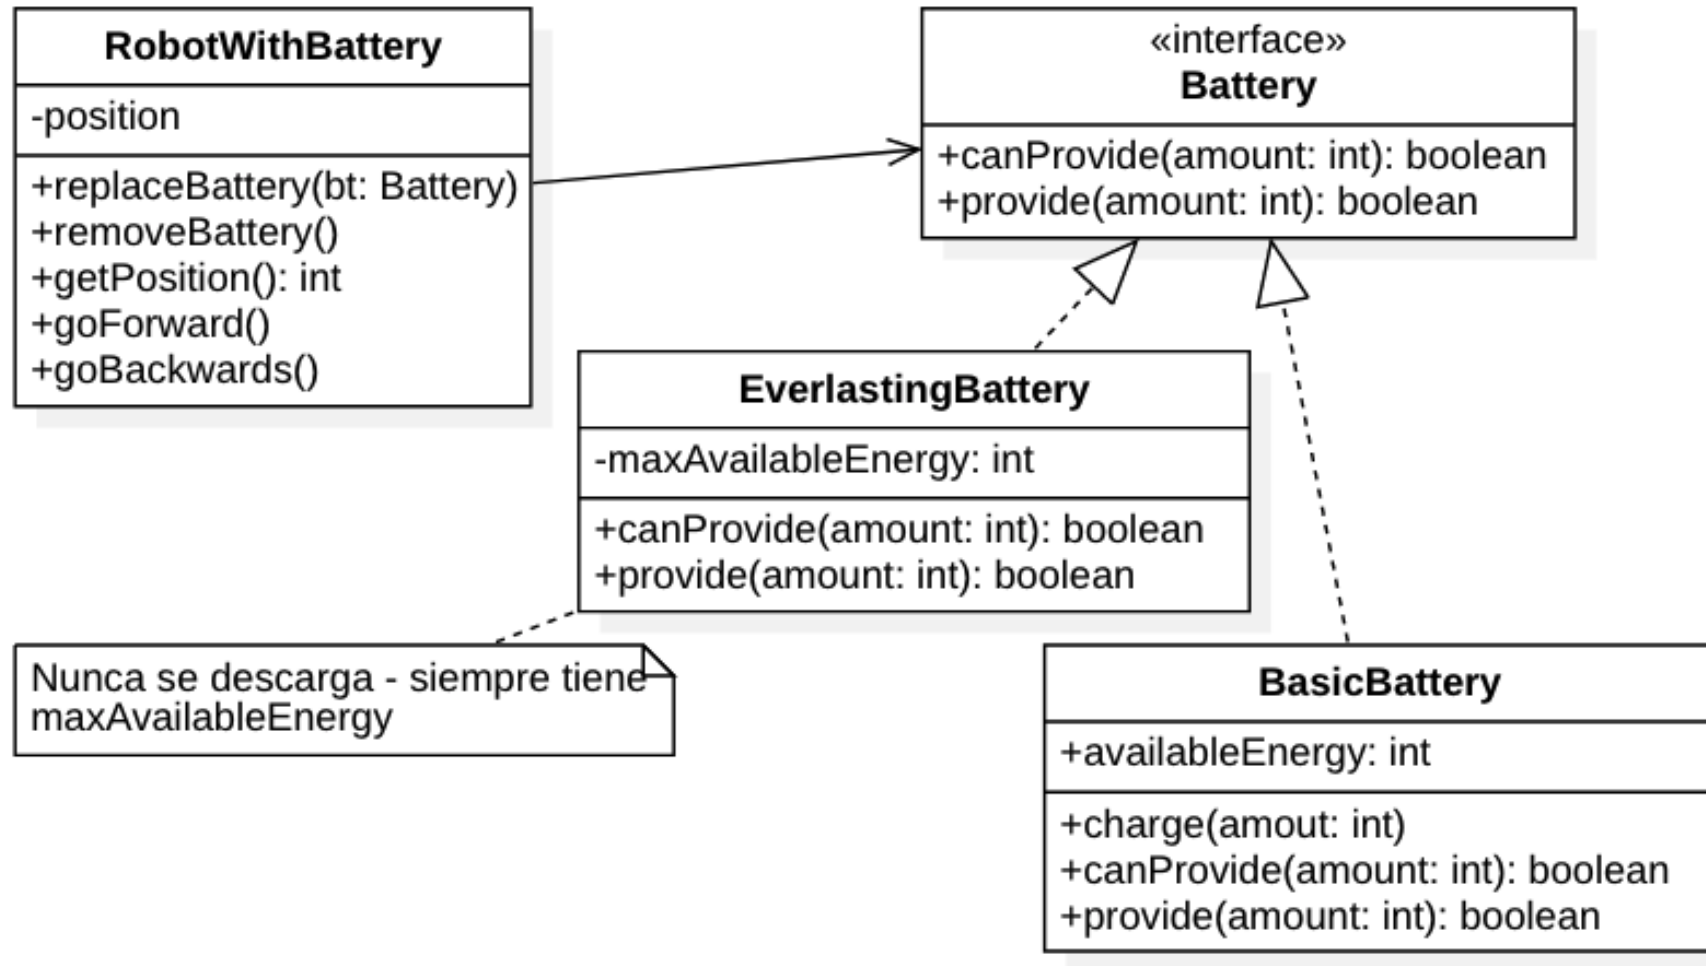 RobotWithBattery
-position
+replaceBattery(bt: Battery)
+removeBattery()
+getPosition(): int
+goForward()
+goBackwards()
«interface»
Battery
+canProvide(amount: int): boolean
+provide(amount: int): boolean
EverlastingBattery
-maxAvailableEnergy: int
+canProvide(amount: int): boolean
+provide(amount: int): boolean
Nunca se descarga - siempre tiene
maxAvailableEnergy
BasicBattery
+availableEnergy: int
+charge(amout: int)
+canProvide(amount: int): boolean
+provide(amount: int): boolean